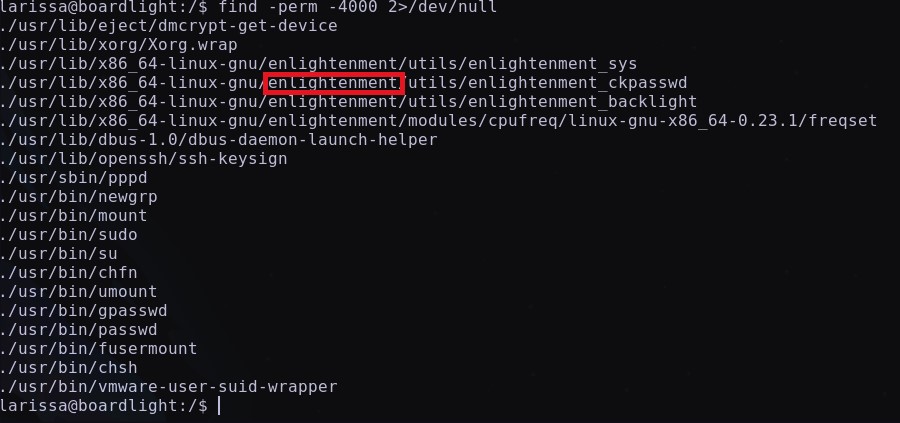 larissa@boardlight:/$ find -perm -4000 2>/dev/null
./usr/lib/eject/dmcrypt-get-device
./usr/lib/xorg/Xorg.wrap
./usr/lib/x86_64-linux-gnu/enlightenment/utils/enlightenment_sys
./usr/lib/x86_64-linux-gnu/enlightenment/utils/enlightenment_ckpasswd
./usr/lib/x86_64-linux-gnu/enlightenment/utils/enlightenment_backlight
./usr/lib/x86_64-linux-gnu/enlightenment/modules/cpufreq/linux-gnu-x86_64-0.23.1/freqset
./usr/lib/dbus-1.0/dbus-daemon-launch-helper
./usr/lib/openssh/ssh-keysign
./usr/sbin/pppd
./usr/bin/newgrp
./usr/bin/mount
./usr/bin/sudo
./usr/bin/su
./usr/bin/chfn
./usr/bin/umount
./usr/bin/gpasswd
./usr/bin/passwd
./usr/bin/fusermount
./usr/bin/chsh
./usr/bin/vmware-user-suid-wrapper
larissa@boardlight:/$